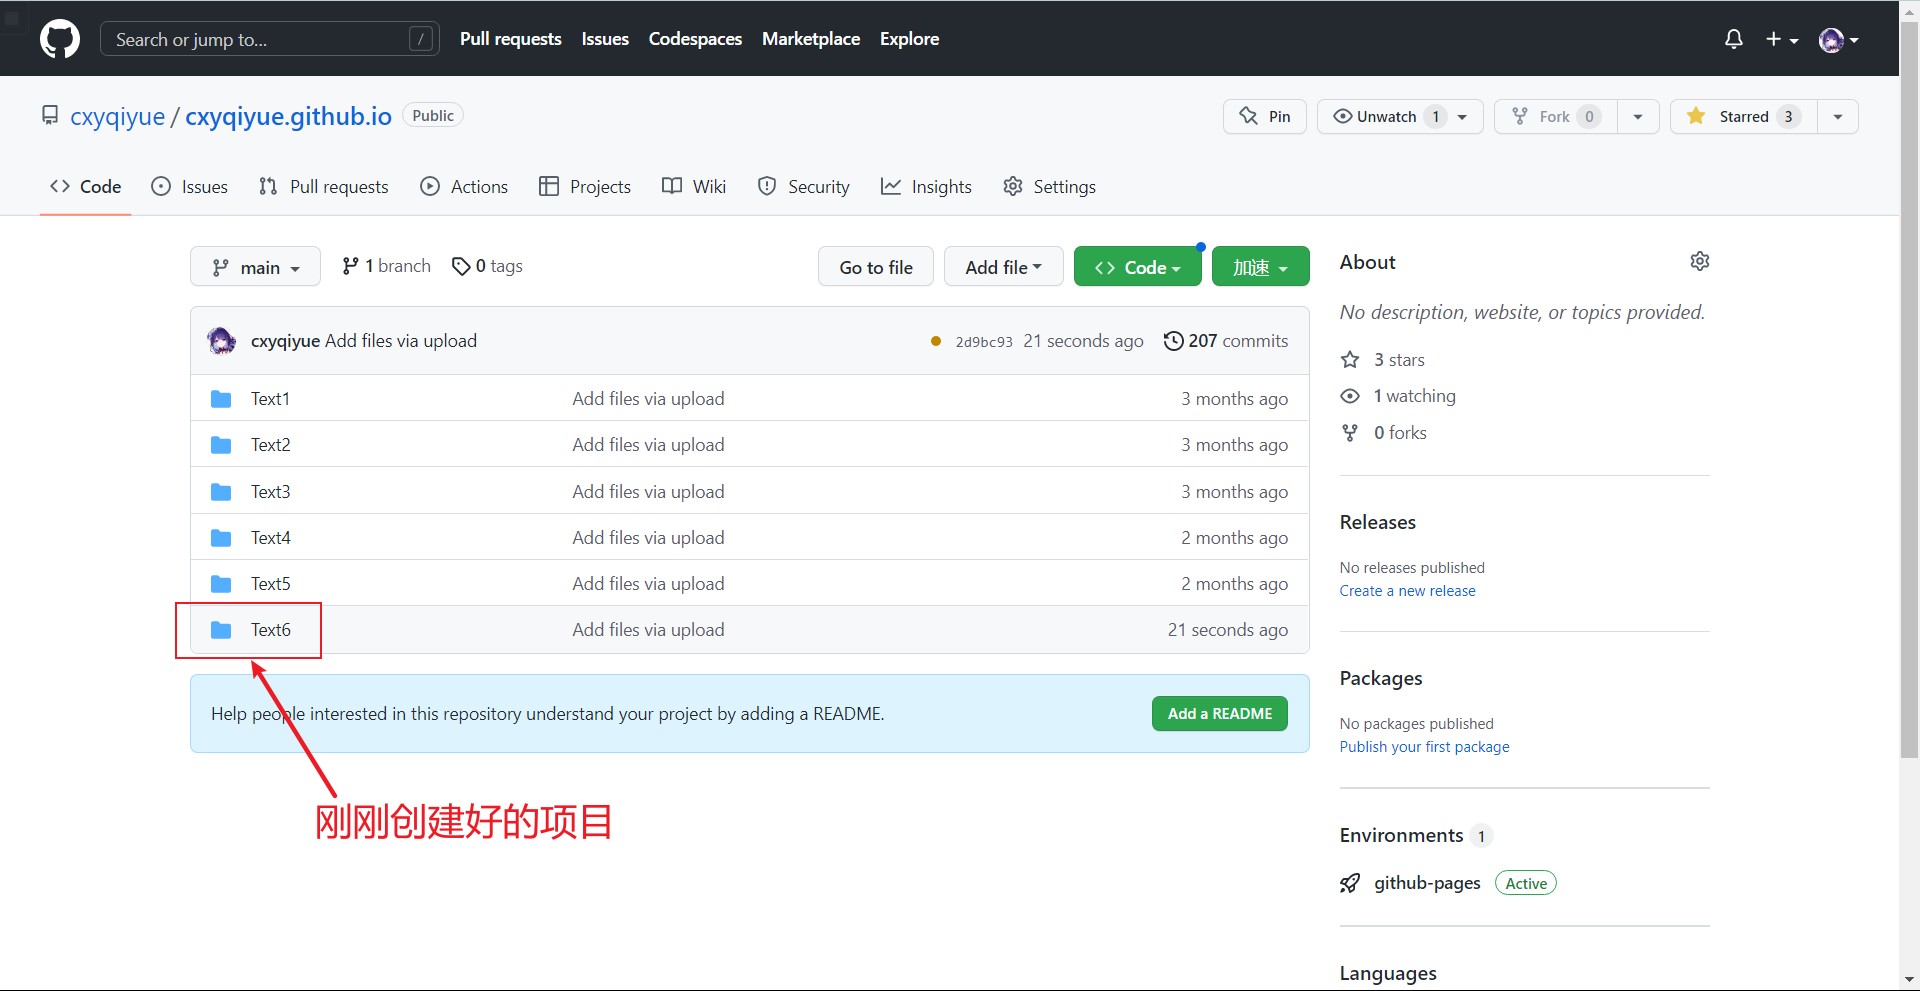 Search or jump to... /
Pull requests Issues Codespaces Marketplace Explore
cxyqiyue / cxyqiyue.github.io Public
Pin Unwatch 1 Fork 0 Starred 3
Code Issues Pull requests Actions Projects Wiki Security Insights Settings
main 1 branch 0 tags Go to file Add file Code 加速
cxyqiyue Add files via upload 2d9bc93 21 seconds ago 207 commits
Text1 Add files via upload 3 months ago
Text2 Add files via upload 3 months ago
Text3 Add files via upload 3 months ago
Text4 Add files via upload 2 months ago
Text5 Add files via upload 2 months ago
Text6 Add files via upload 21 seconds ago
Help people interested in this repository understand your project by adding a README. Add a README
刚刚创建好的项目
About
No description, website, or topics provided.
3 stars
1 watching
0 forks
Releases
No releases published
Create a new release
Packages
No packages published
Publish your first package
Environments 1
github-pages Active
Languages